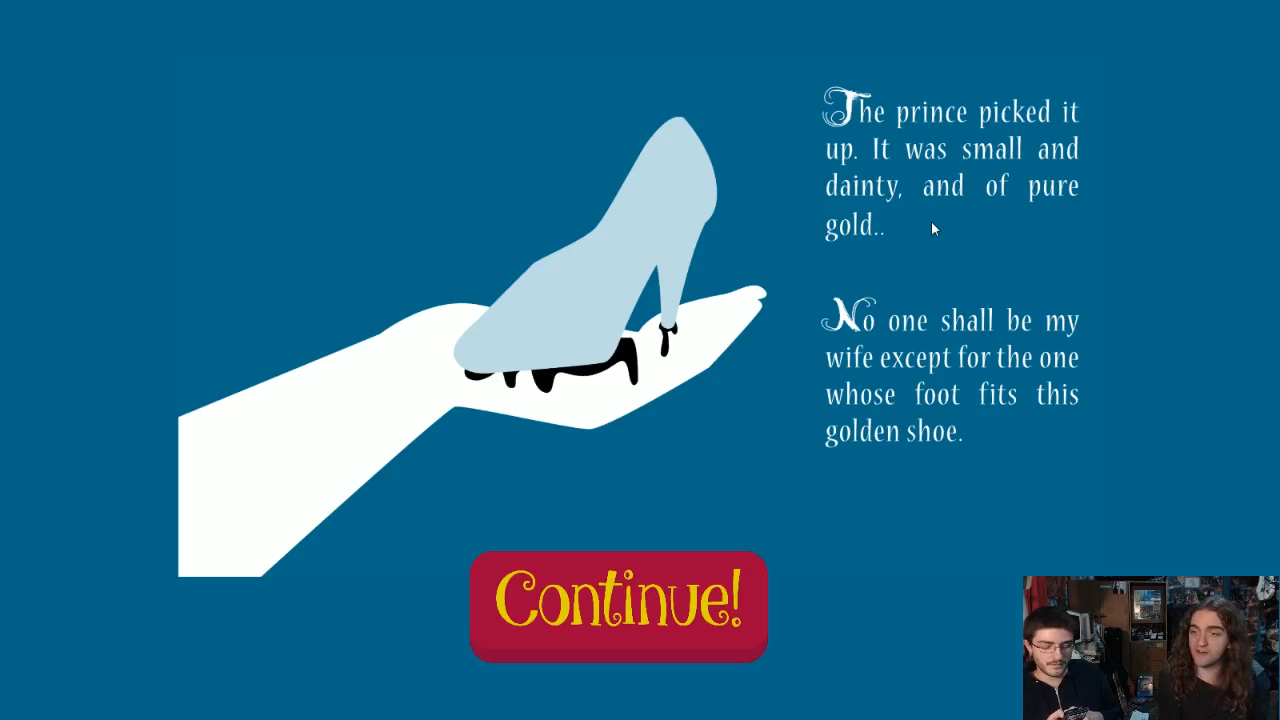 The prince picked it
up. It was small and
dainty, and of pure
gold..
No one shall be my
wife except for the one
whose foot fits this
golden shoe.
Continue!